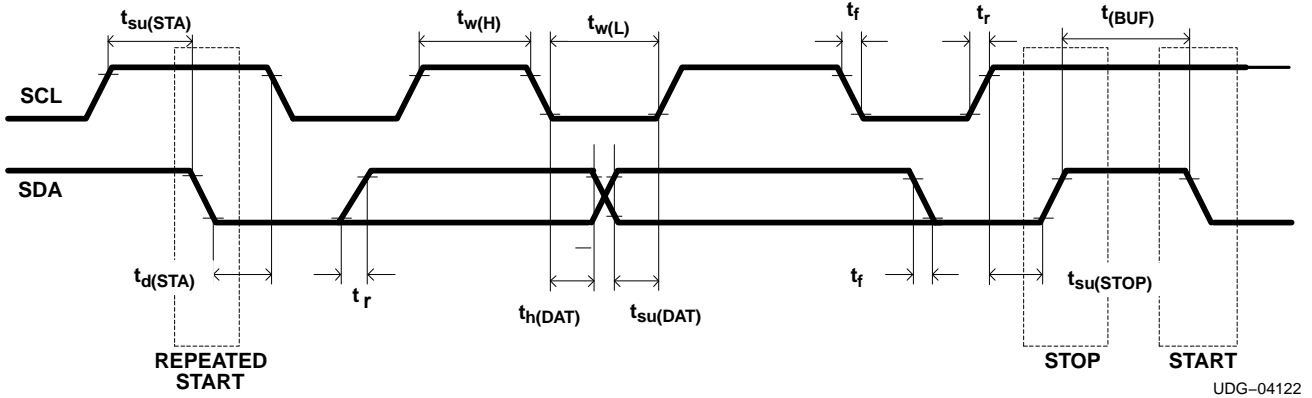 tsu(STA)
tw(H)
tw(L)
tf
tr
t(BUF)
SCL
SDA
td(STA)
tr
th(DAT)
tsu(DAT)
tf
tsu(STOP)
REPEATED
START
STOP
START
UDG–04122